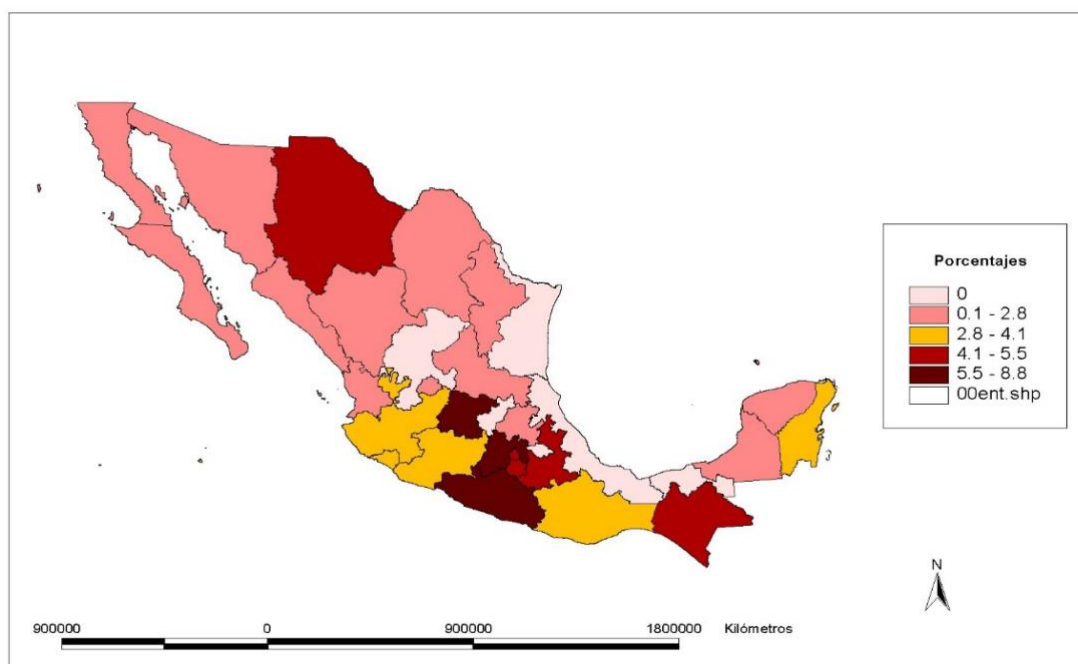 Porcentajes
0
0.1 - 2.8
2.8 - 4.1
4.1 - 5.5
5.5 - 8.8
00ent.shp
N
900000 0 900000 1800000 Kilómetros